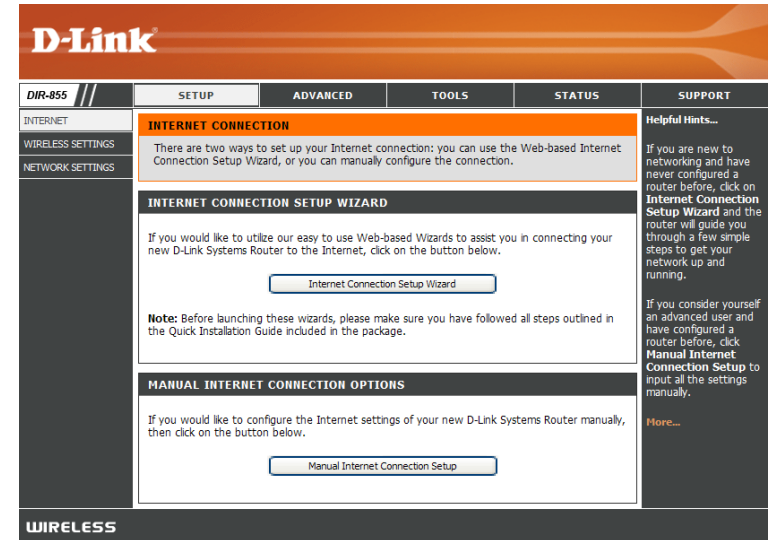 D-Link
DIR-855 //
SETUP
ADVANCED
TOOLS
STATUS
SUPPORT
INTERNET
WIRELESS SETTINGS
NETWORK SETTINGS
INTERNET CONNECTION
There are two ways to set up your Internet connection: you can use the Web-based Internet
Connection Setup Wizard, or you can manually configure the connection.
INTERNET CONNECTION SETUP WIZARD
If you would like to utilize our easy to use Web-based Wizards to assist you in connecting your
new D-Link Systems Router to the Internet, click on the button below.
Internet Connection Setup Wizard
Note: Before launching these wizards, please make sure you have followed all steps outlined in
the Quick Installation Guide included in the package.
MANUAL INTERNET CONNECTION OPTIONS
If you would like to configure the Internet settings of your new D-Link Systems Router manually,
then click on the button below.
Manual Internet Connection Setup
Helpful Hints...
If you are new to
networking and have
never configured a
router before, click on
Internet Connection
Setup Wizard and the
router will guide you
through a few simple
steps to get your
network up and
running.
If you consider yourself
an advanced user and
have configured a
router before, click
Manual Internet
Connection Setup to
input all the settings
manually.
More...
WIRELESS